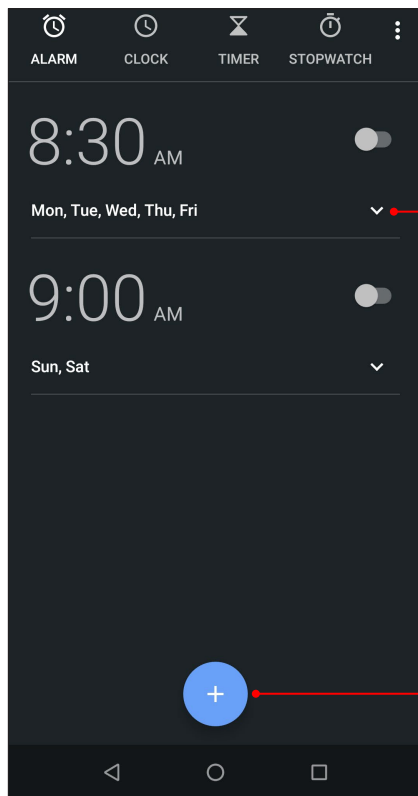 ALARM CLOCK TIMER STOPWATCH
8:30 AM
Mon, Tue, Wed, Thu, Fri
9:00 AM
Sun, Sat
+